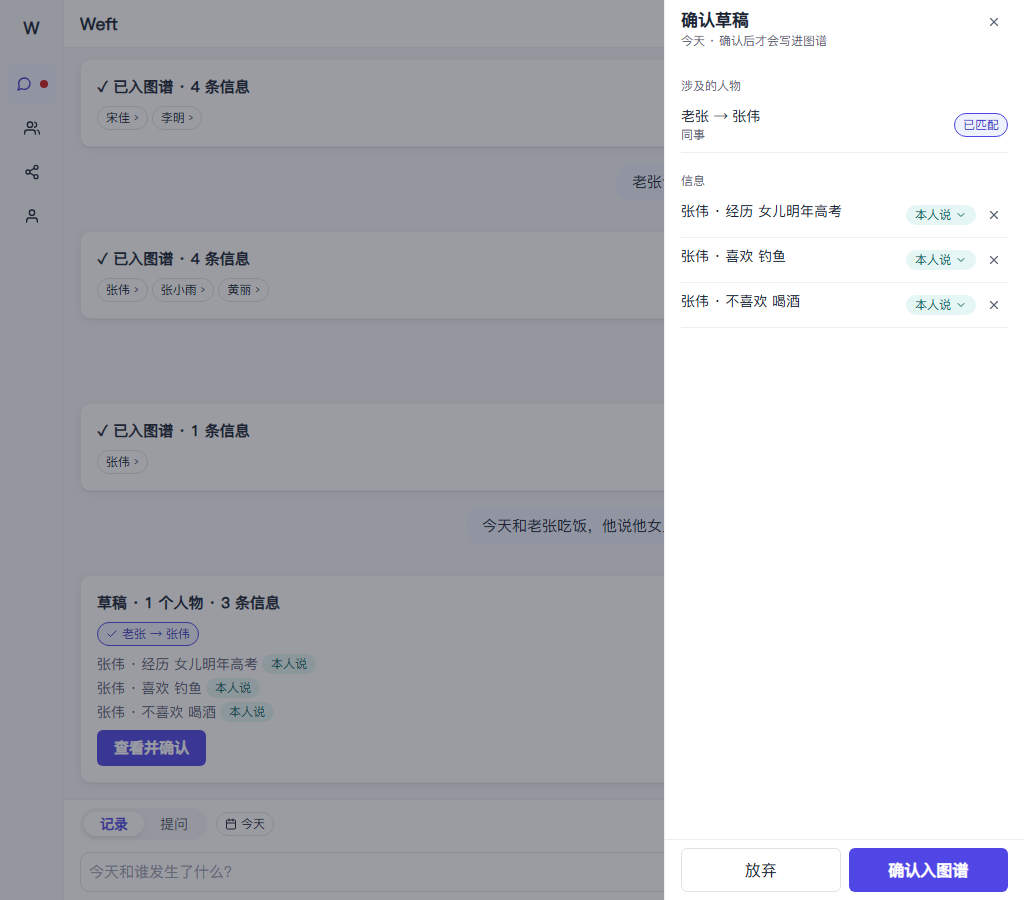 W
Weft
✓ 已入图谱 · 4 条信息
宋佳 ›
李明 ›
老张
✓ 已入图谱 · 4 条信息
张伟 ›
张小雨 ›
黄丽 ›
✓ 已入图谱 · 1 条信息
张伟 ›
今天和老张吃饭，他说他女
草稿 · 1 个人物 · 3 条信息
✓ 老张 → 张伟
张伟 · 经历 女儿明年高考 本人说
张伟 · 喜欢 钓鱼 本人说
张伟 · 不喜欢 喝酒 本人说
查看并确认
记录
提问
今天
今天和谁发生了什么?
确认草稿
今天 · 确认后才会写进图谱
涉及的人物
老张 → 张伟
同事
已匹配
信息
张伟 · 经历 女儿明年高考
本人说
张伟 · 喜欢 钓鱼
本人说
张伟 · 不喜欢 喝酒
本人说
放弃
确认入图谱